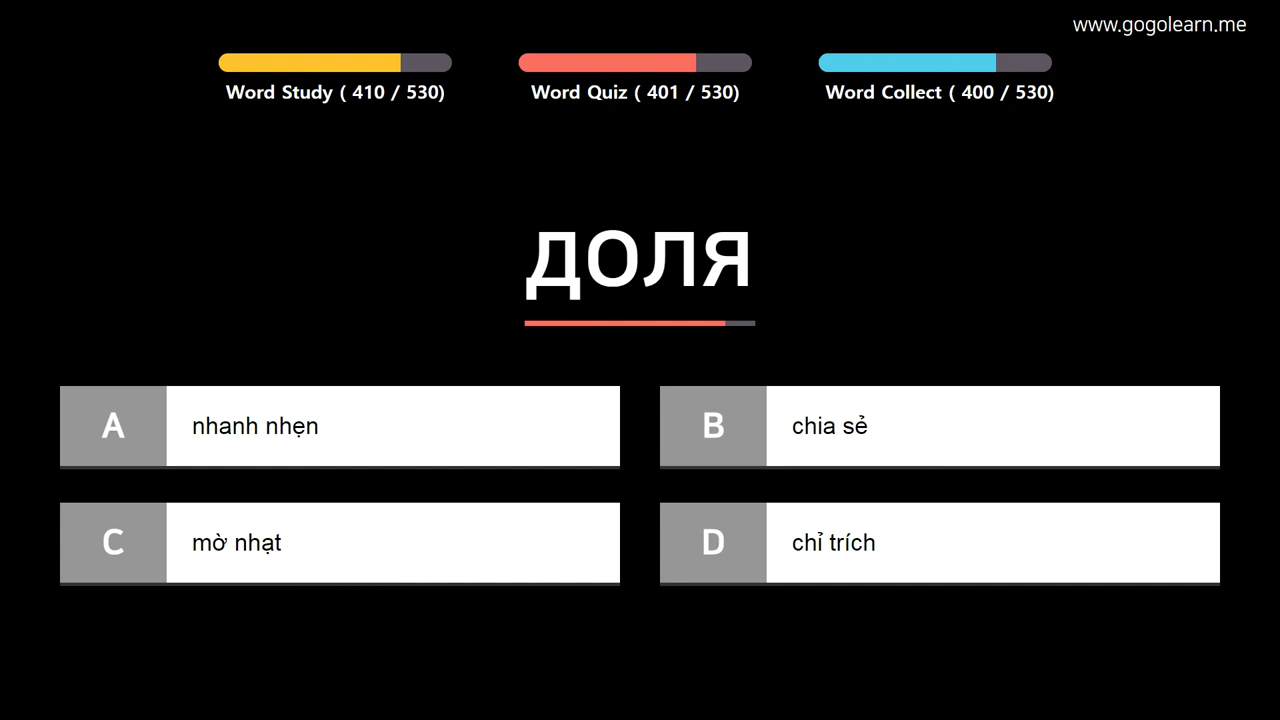 www.gogolearn.me
Word Study ( 410 / 530)
Word Quiz ( 401 / 530)
Word Collect ( 400 / 530)
ДОЛЯ
A nhanh nhẹn
B chia sẻ
C mờ nhạt
D chỉ trích